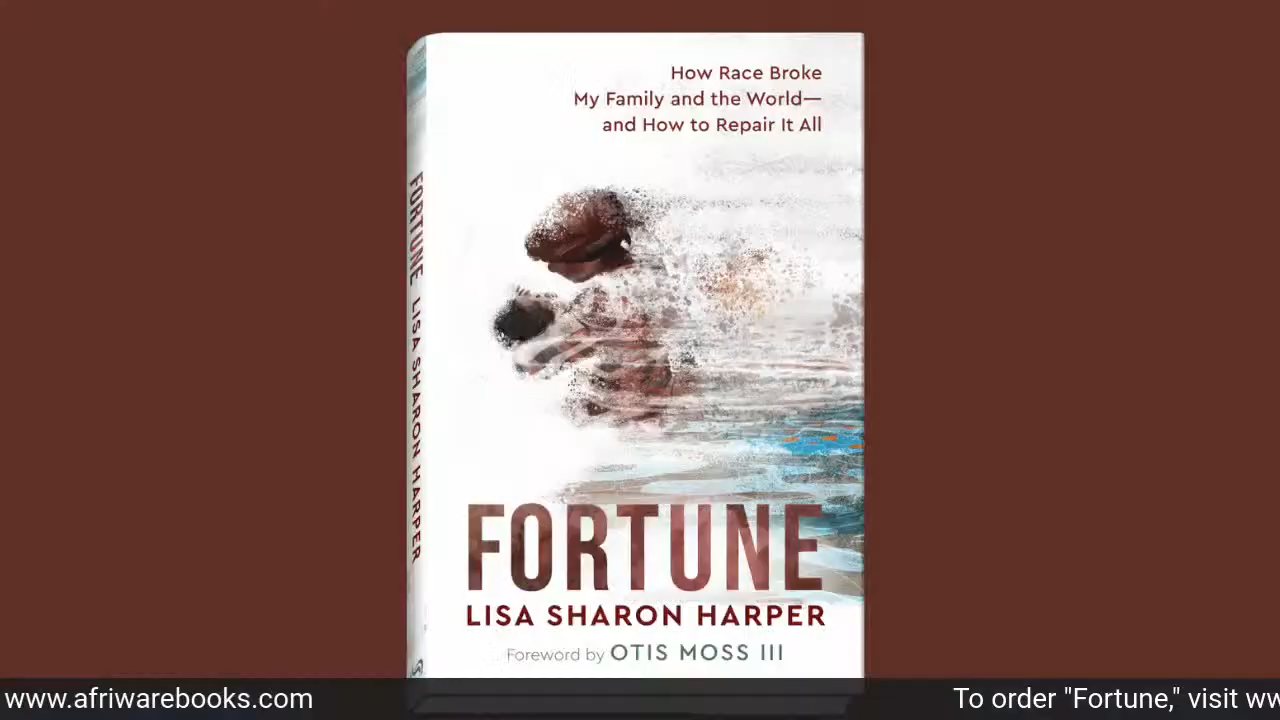 How Race Broke
My Family and the World—
and How to Repair It All
FORTUNE LISA SHARON HARPER
FORTUNE
LISA SHARON HARPER
Foreword by OTIS MOSS III
www.afriwarebooks.com
To order "Fortune," visit ww